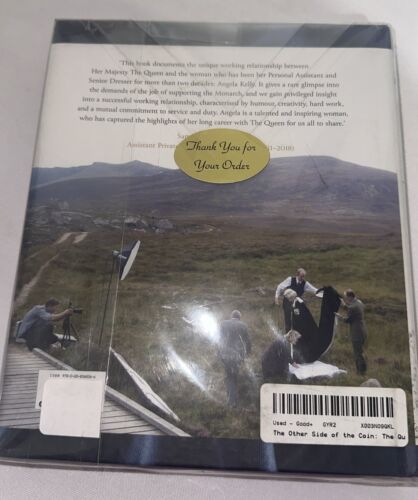 'This book documents the unique working relationship between
Her Majesty The Queen and the woman who has been her Personal Assistant and
Senior Dresser for more than two decades: Angela Kelly. It gives a rare glimpse into
the demands of the job of supporting the Monarch, and we gain privileged insight
into a successful working relationship, characterised by humour, creativity, hard work,
and a mutual commitment to service and duty. Angela is a talented and inspiring woman,
who has captured the highlights of her long career with The Queen for us all to share.'
Assistant
Thank You for
Your Order
Used - Good+ GYR2 X003N09QKL
The Other Side of the Coin: The Qu